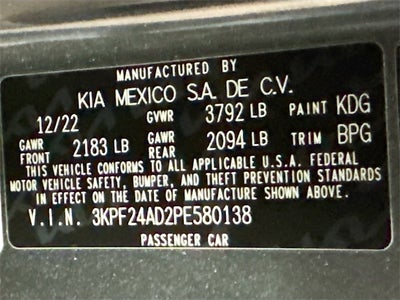 MANUFACTURED BY
KIA MEXICO S.A. DE C.V.
12/22 GVWR 3792 LB PAINT KDG
GAWR FRONT 2183 LB GAWR REAR 2094 LB TRIM BPG
THIS VEHICLE CONFORMS TO ALL APPLICABLE U.S.A. FEDERAL
MOTOR VEHICLE SAFETY, BUMPER, AND THEFT PREVENTION STANDARDS
IN EFFECT ON THE DATE OF MANUFACTURE SHOWN ABOVE.
V.I.N. 3KPF24AD2PE580138
PASSENGER CAR